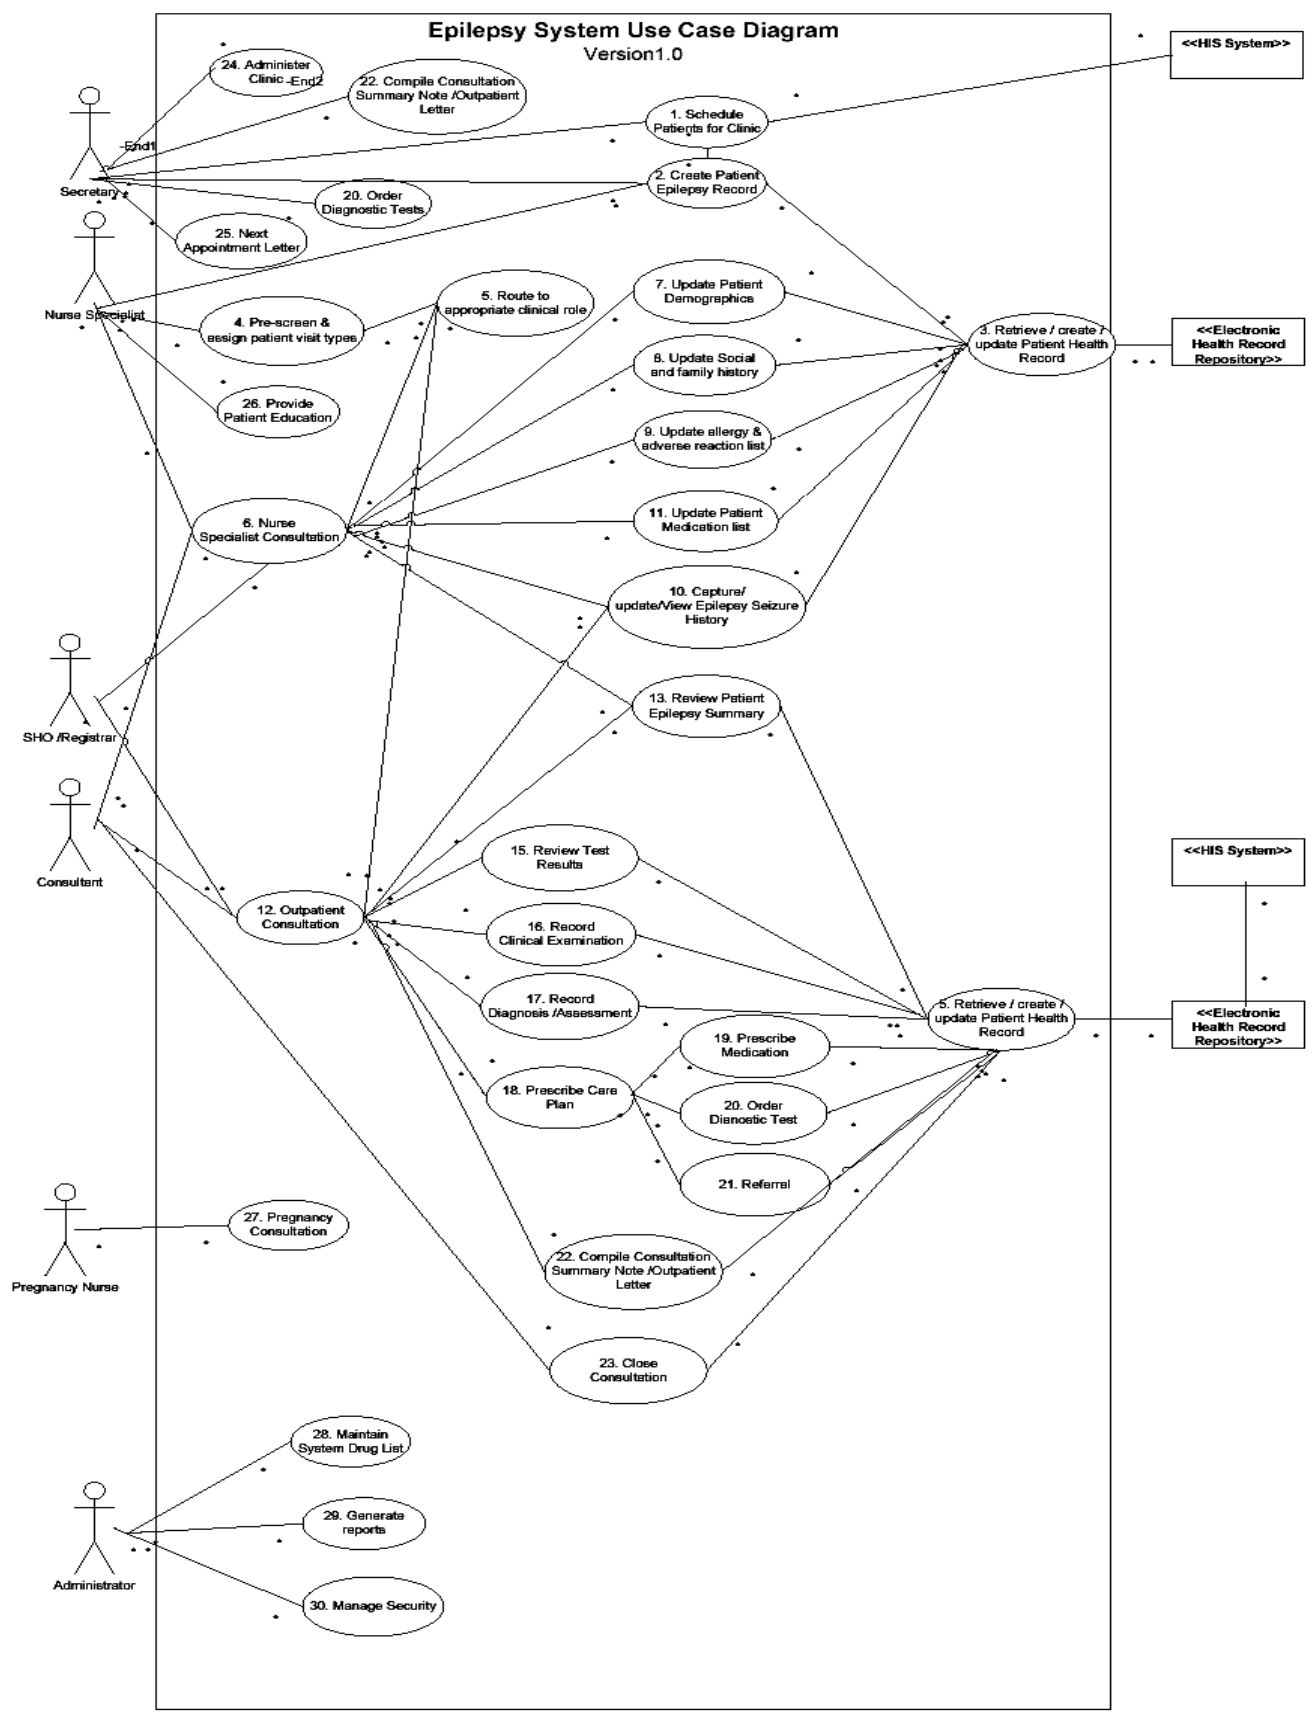 Epilepsy System Use Case Diagram
Version1.0
<<HIS System>>
24. Administer
Clinic
-End2
22. Compile Consultation
Summary Note /Outpatient
Letter
1. Schedule
Patients for Clinic
-End1
Secretary
2. Create Patient
Epilepsy Record
20. Order
Diagnostic Tests
25. Next
Appointment Letter
Nurse Specialist
4. Pre-screen &
assign patient visit types
5. Route to
appropriate clinical role
7. Update Patient
Demographics
3. Retrieve / create /
update Patient Health
Record
<<Electronic
Health Record
Repository>>
8. Update Social
and family history
26. Provide
Patient Education
9. Update allergy &
adverse reaction list
6. Nurse
Specialist Consultation
11. Update Patient
Medication list
10. Capture/
update/View Epilepsy Seizure
History
SHO /Registrar
13. Review Patient
Epilepsy Summary
Consultant
15. Review Test
Results
<<HIS System>>
12. Outpatient
Consultation
16. Record
Clinical Examination
17. Record
Diagnosis /Assessment
5. Retrieve / create /
update Patient Health
Record
<<Electronic
Health Record
Repository>>
19. Prescribe
Medication
18. Prescribe Care
Plan
20. Order
Dianostic Test
21. Referral
27. Pregnancy
Consultation
Pregnancy Nurse
22. Compile Consultation
Summary Note /Outpatient
Letter
23. Close
Consultation
28. Maintain
System Drug List
29. Generate
reports
Administrator
30. Manage Security